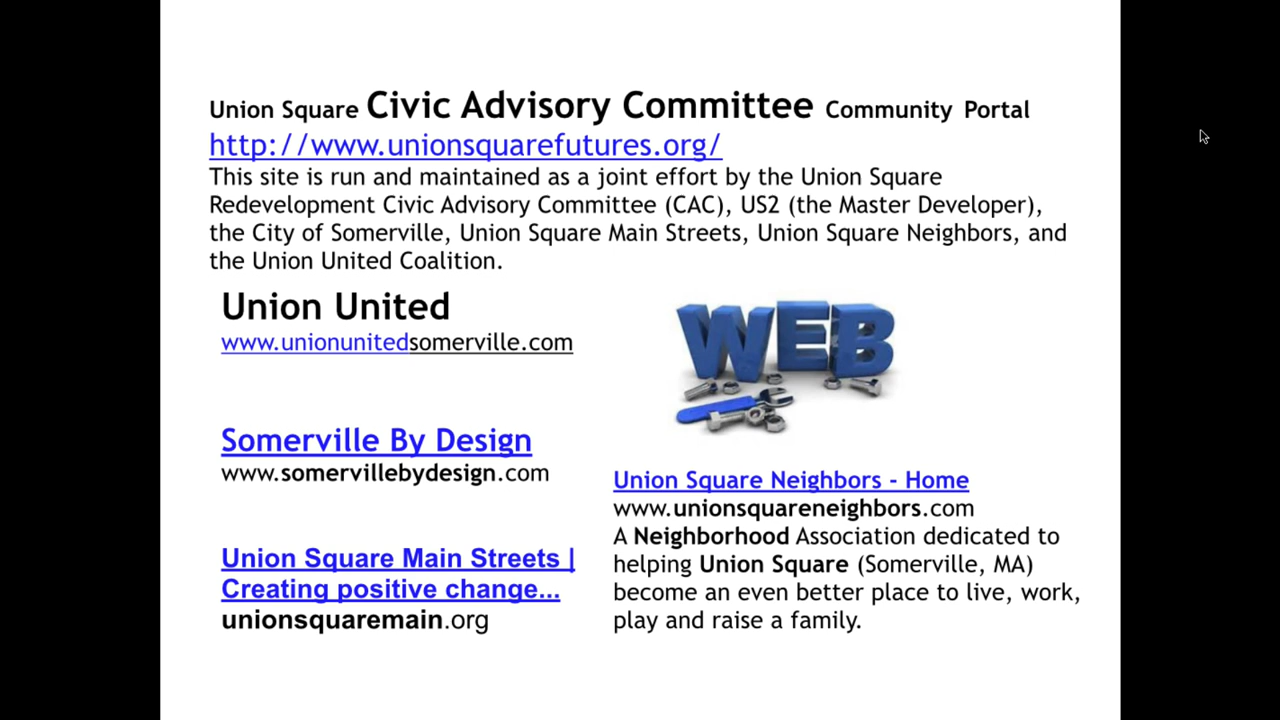 Union Square Civic Advisory Committee Community Portal
http://www.unionsquarefutures.org/
This site is run and maintained as a joint effort by the Union Square
Redevelopment Civic Advisory Committee (CAC), US2 (the Master Developer),
the City of Somerville, Union Square Main Streets, Union Square Neighbors, and
the Union United Coalition.
Union United
www.unionunitedsomerville.com
WEB
Somerville By Design
www.somervillebydesign.com
Union Square Main Streets |
Creating positive change...
unionsquaremain.org
Union Square Neighbors - Home
www.unionsquareneighbors.com
A Neighborhood Association dedicated to
helping Union Square (Somerville, MA)
become an even better place to live, work,
play and raise a family.